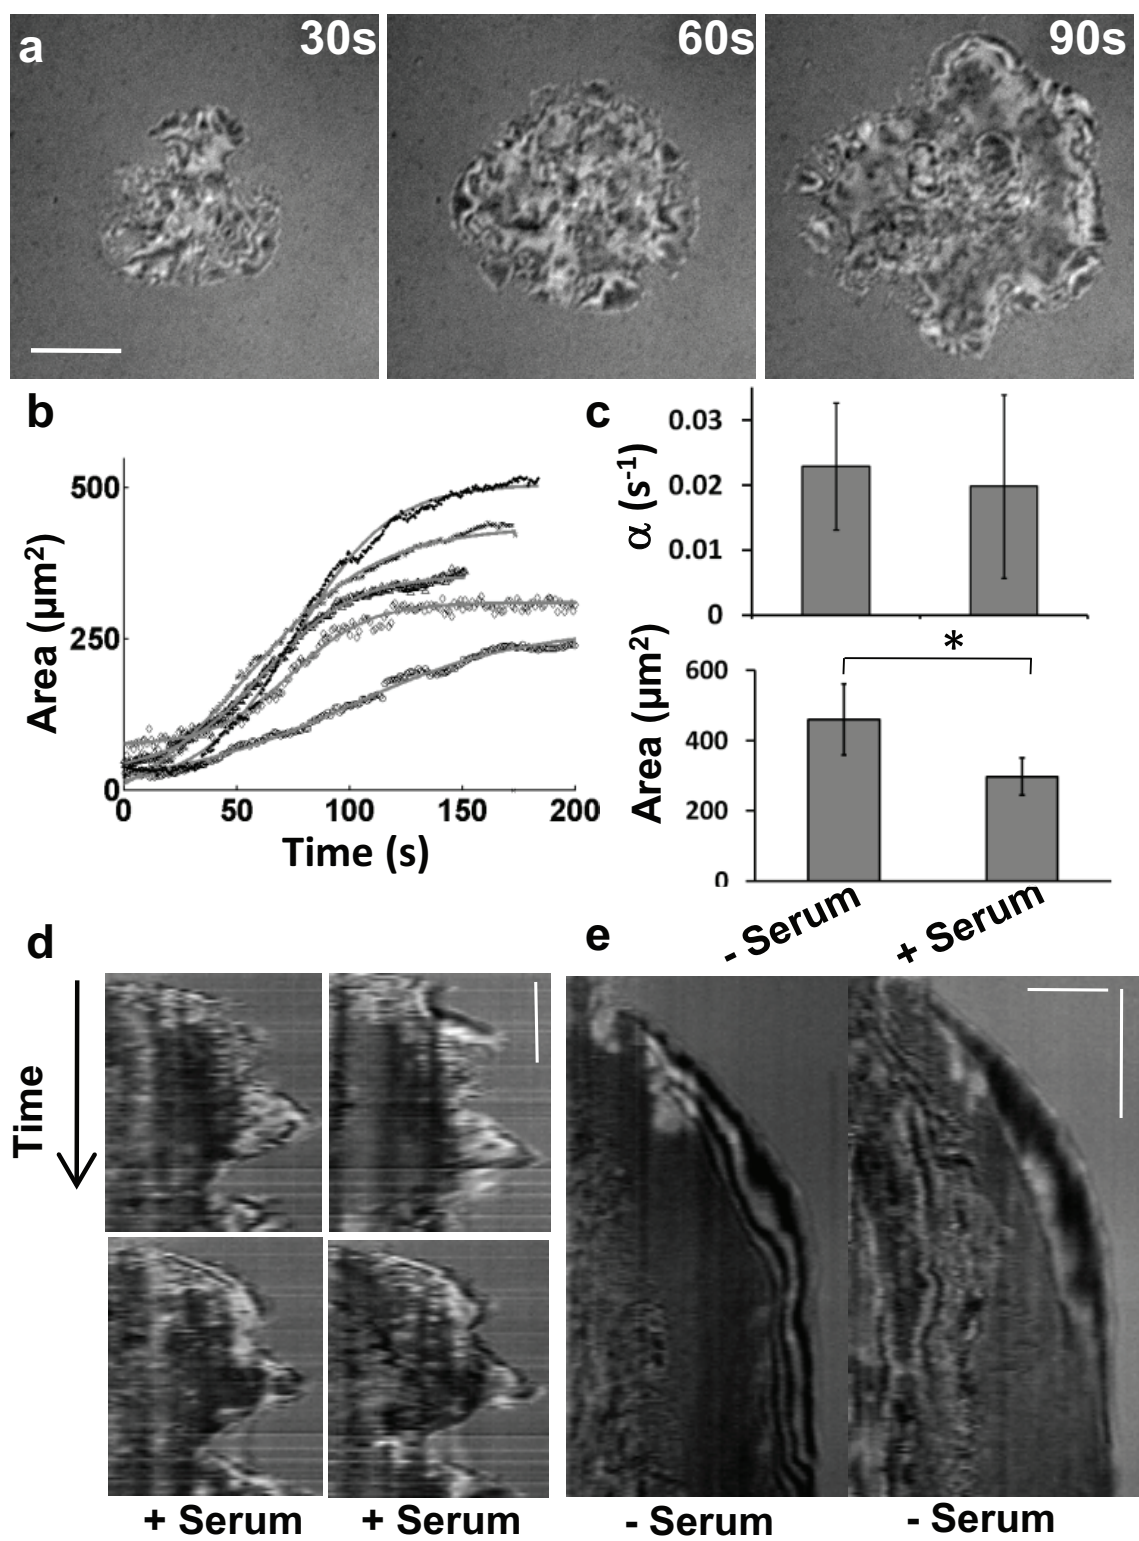 a
30s
60s
90s
b
Area (µm²)
500
250
0
0 50 100 150 200
Time (s)
c
α (s⁻¹)
0.03
0.02
0.01
0
Area (µm²)
600
400
200
0
*
- Serum
+ Serum
d
Time
e
+ Serum
+ Serum
- Serum
- Serum